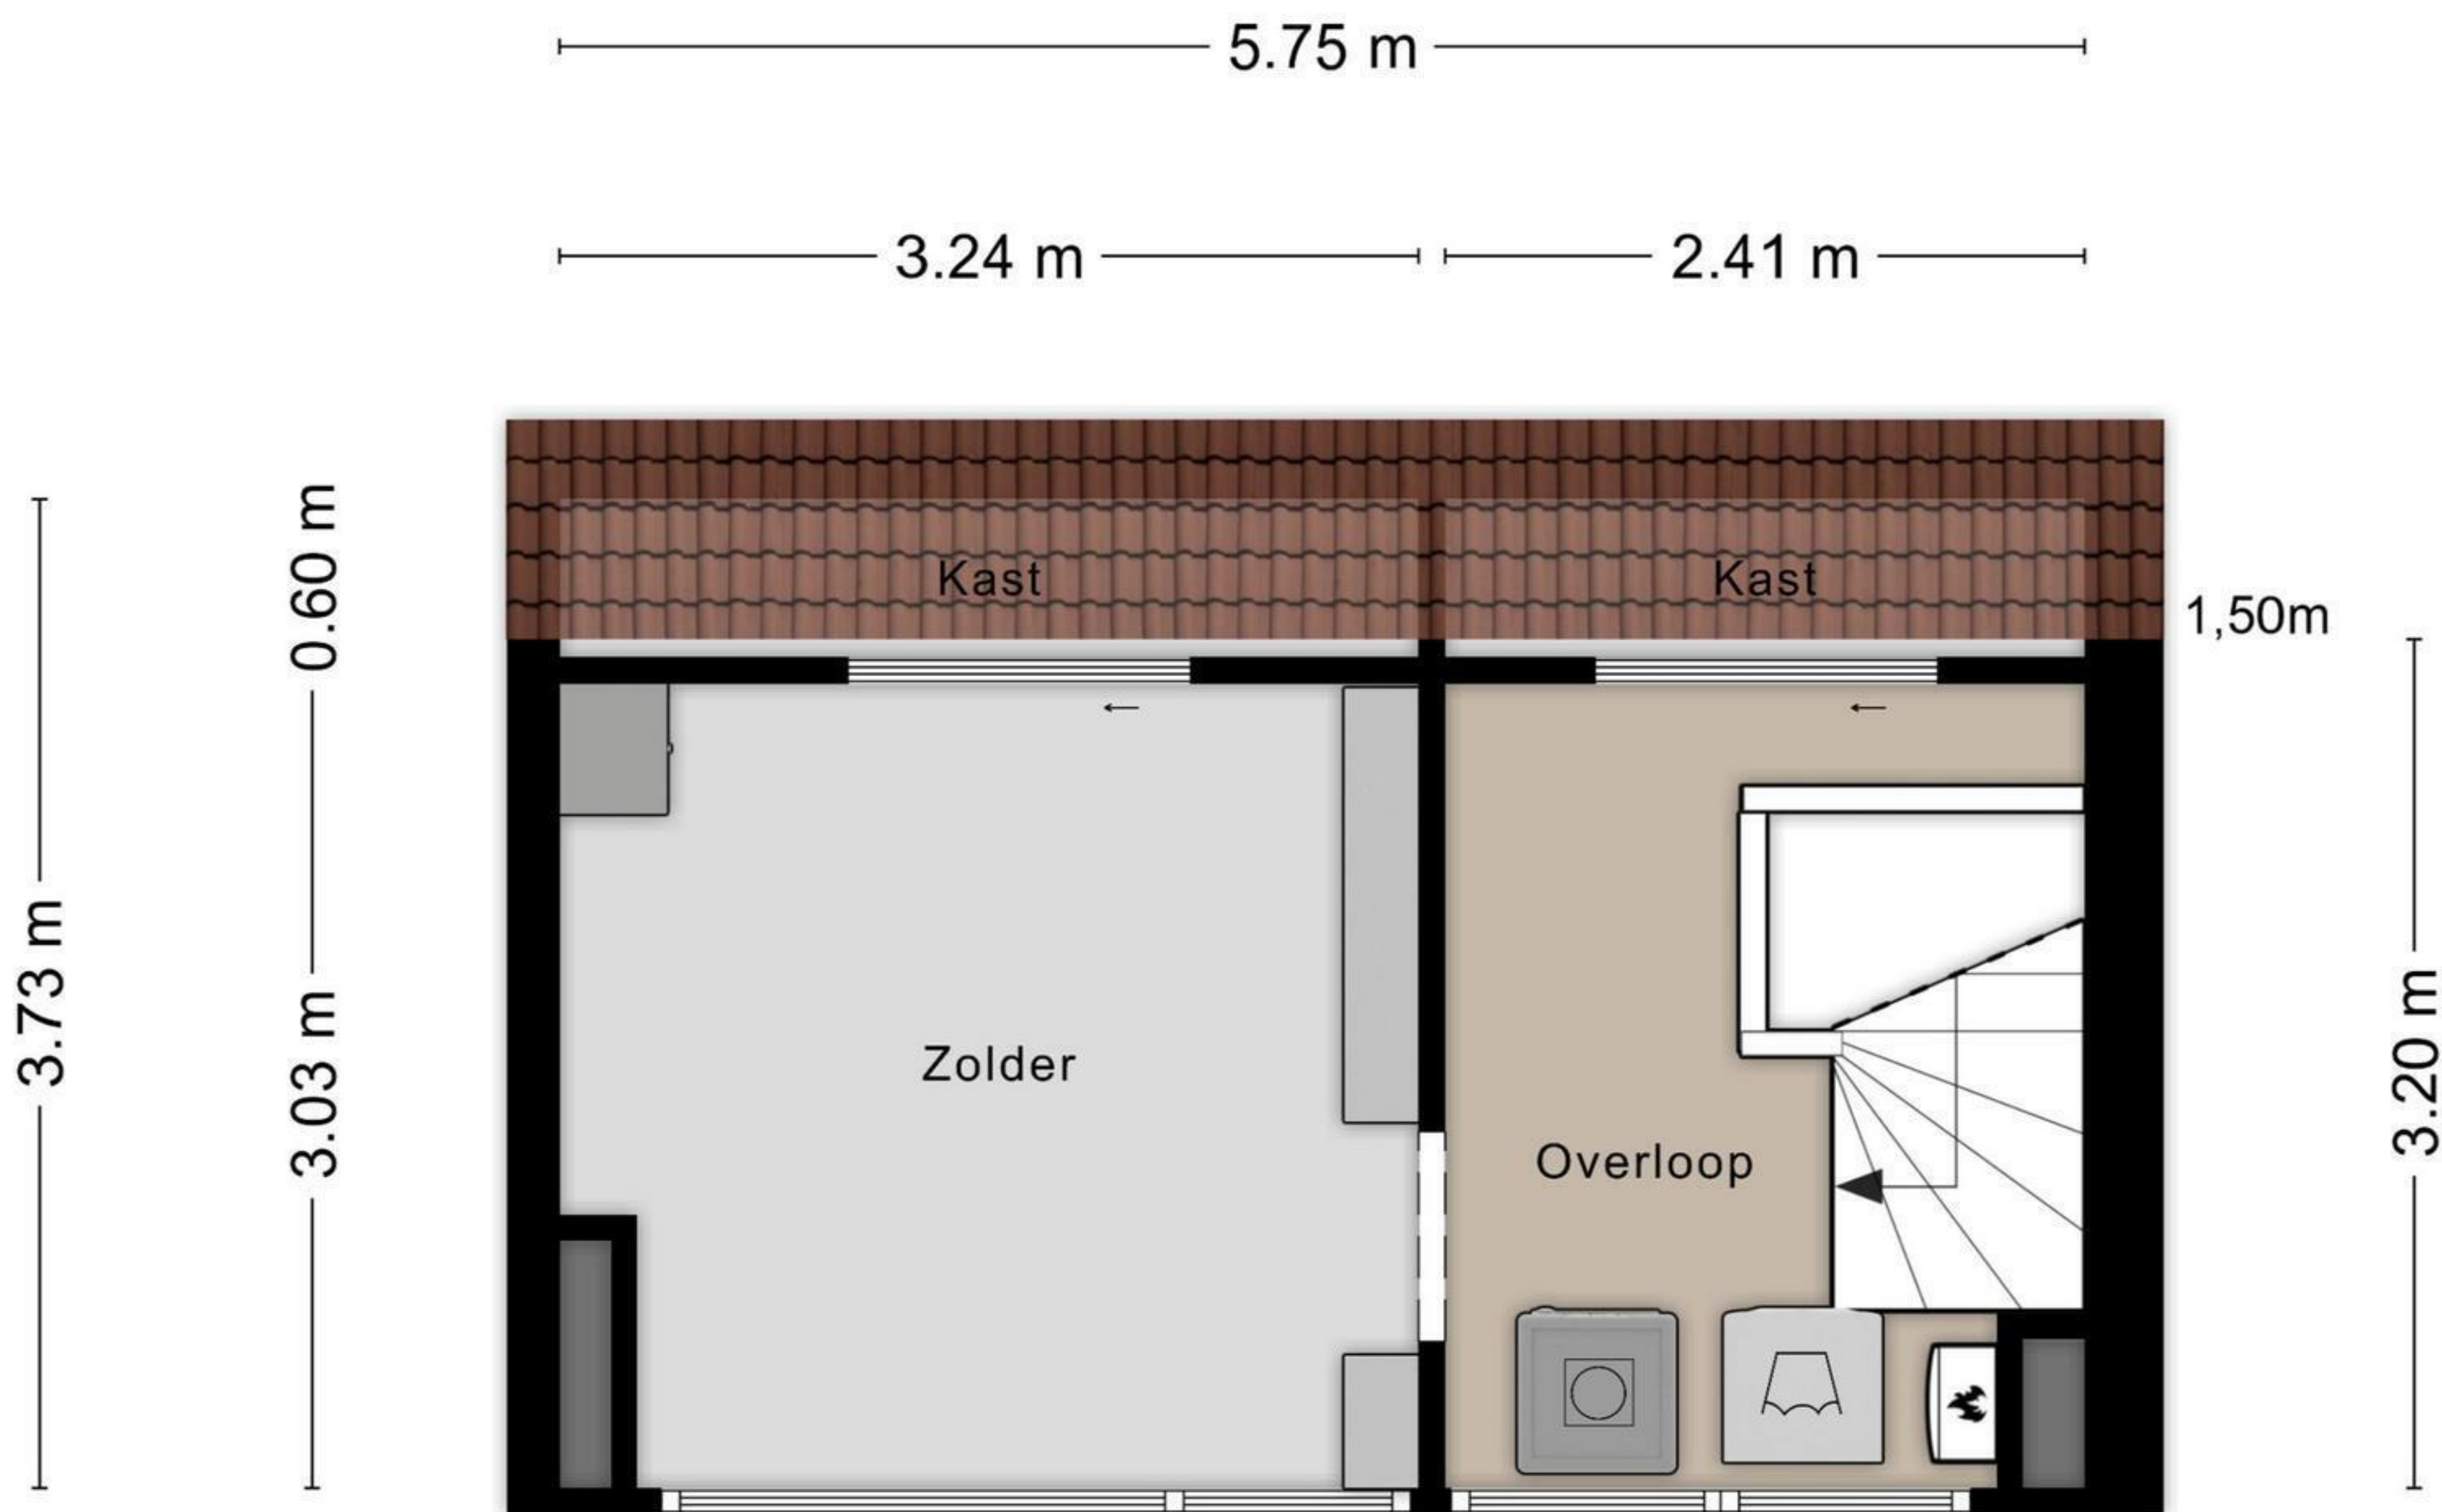 5.75 m
3.24 m
2.41 m
0.60 m
Kast
Kast
1,50m
3.73 m
3.03 m
Zolder
3.20 m
Overloop